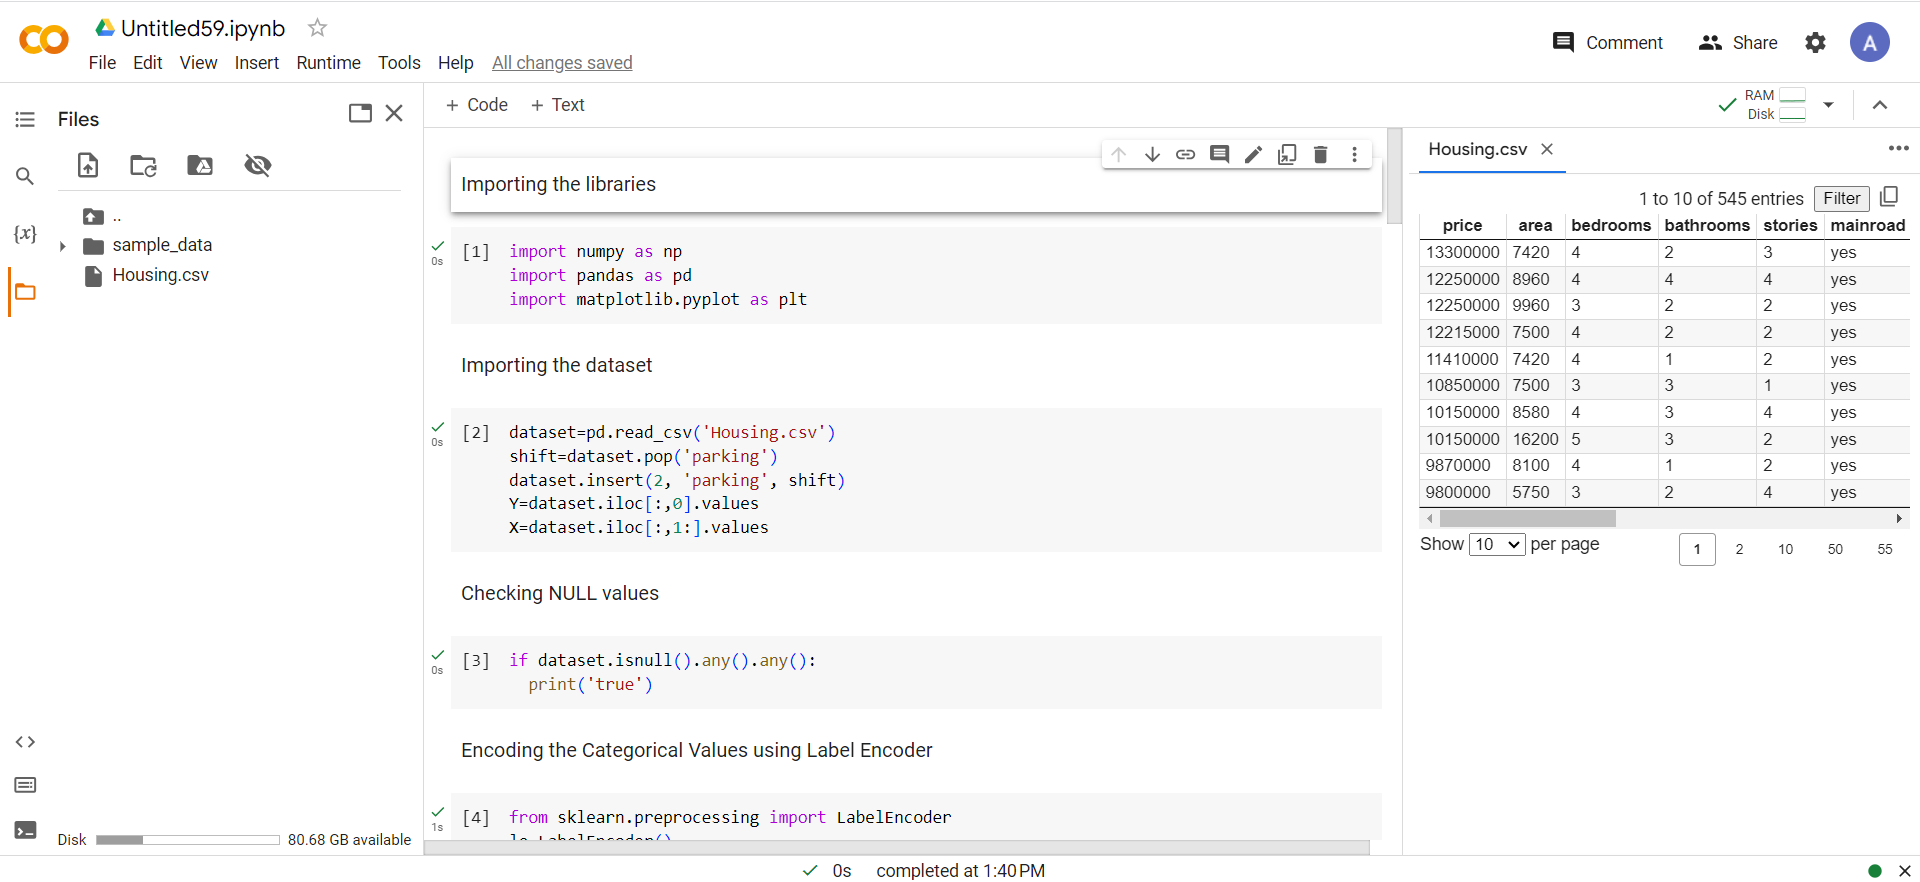 Untitled59.ipynb
File Edit View Insert Runtime Tools Help All changes saved
Comment Share A
Files
+ Code + Text
RAM
Disk
..
sample_data
Housing.csv
{x}
Disk 80.68 GB available
Importing the libraries
[1] import numpy as np
0s
import pandas as pd
import matplotlib.pyplot as plt
Importing the dataset
[2] dataset=pd.read_csv('Housing.csv')
0s
shift=dataset.pop('parking')
dataset.insert(2, 'parking', shift)
Y=dataset.iloc[:,0].values
X=dataset.iloc[:,1:].values
Checking NULL values
[3] if dataset.isnull().any().any():
0s
print('true')
Encoding the Categorical Values using Label Encoder
[4] from sklearn.preprocessing import LabelEncoder
1s
le=LabelEncoder()
Housing.csv
1 to 10 of 545 entries Filter
price area bedrooms bathrooms stories mainroad
13300000 7420 4 2 3 yes
12250000 8960 4 4 4 yes
12250000 9960 3 2 2 yes
12215000 7500 4 2 2 yes
11410000 7420 4 1 2 yes
10850000 7500 3 3 1 yes
10150000 8580 4 3 4 yes
10150000 16200 5 3 2 yes
9870000 8100 4 1 2 yes
9800000 5750 3 2 4 yes
Show 10 per page 1 2 10 50 55
0s completed at 1:40 PM